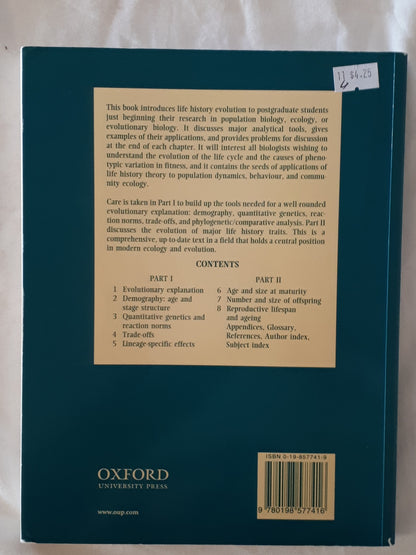 11 $4.25
This book introduces life history evolution to postgraduate students
just beginning their research in population biology, ecology, or
evolutionary biology. It discusses major analytical tools, gives
examples of their applications, and provides problems for discussion
at the end of each chapter. It will interest all biologists wishing to
understand the evolution of the life cycle and the causes of pheno-
typic variation in fitness, and it contains the seeds of applications of
life history theory to population dynamics, behaviour, and commu-
nity ecology.
Care is taken in Part I to build up the tools needed for a well rounded
evolutionary explanation: demography, quantitative genetics, reac-
tion norms, trade-offs, and phylogenetic/comparative analysis. Part II
discusses the evolution of major life history traits. This is a
comprehensive, up-to-date text in a field that holds a central position
in modern ecology and evolution.
CONTENTS
PART I
1 Evolutionary explanation
2 Demography: age and
stage structure
3 Quantitative genetics and
reaction norms
4 Trade-offs
5 Lineage-specific effects
PART II
6 Age and size at maturity
7 Number and size of offspring
8 Reproductive lifespan
and ageing
Appendices, Glossary,
References, Author index,
Subject index
OXFORD
UNIVERSITY PRESS
www.oup.com
ISBN 0-19-857741-9
9 780198 577416